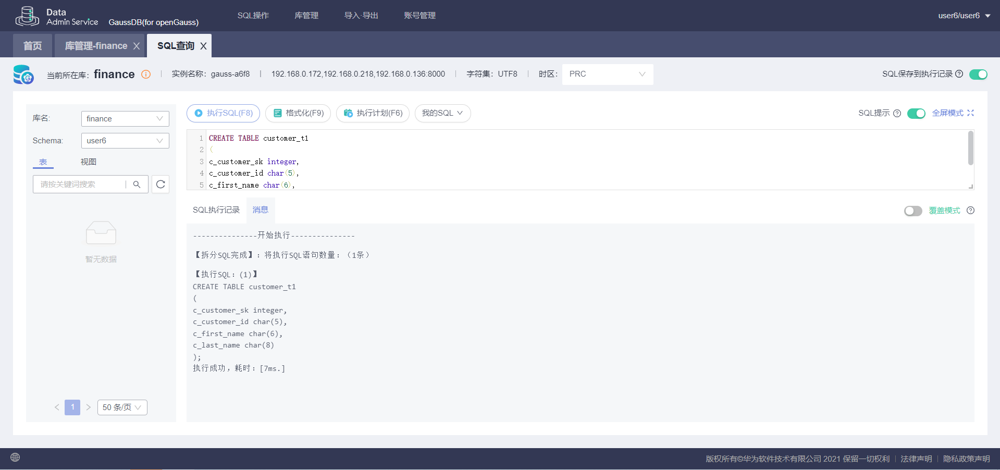 Data
Admin Service
GaussDB(for openGauss)
SQL操作
库管理
导入·导出
账号管理
user6/user6
首页
库管理-finance X
SQL查询 X
当前所在库: finance
实例名称: gauss-a6f8
192.168.0.172,192.168.0.218,192.168.0.136:8000
字符集: UTF8
时区: PRC
SQL保存到执行记录
库名: finance
Schema: user6
表 视图
请按关键词搜索
暂无数据
< 1 > 50 条/页
执行SQL(F8)
格式化(F9)
执行计划(F6)
我的SQL
SQL提示
全屏模式
1 CREATE TABLE customer_t1
2 (
3 c_customer_sk integer,
4 c_customer_id char(5),
5 c_first_name char(6),
SQL执行记录
消息
覆盖模式
---------------开始执行---------------
【拆分SQL完成】：将执行SQL语句数量：（1条）
【执行SQL：(1)】
CREATE TABLE customer_t1
(
c_customer_sk integer,
c_customer_id char(5),
c_first_name char(6),
c_last_name char(8)
);
执行成功，耗时：[7ms.]
版权所有©华为软件技术有限公司 2021 保留一切权利 | 法律声明 | 隐私政策声明